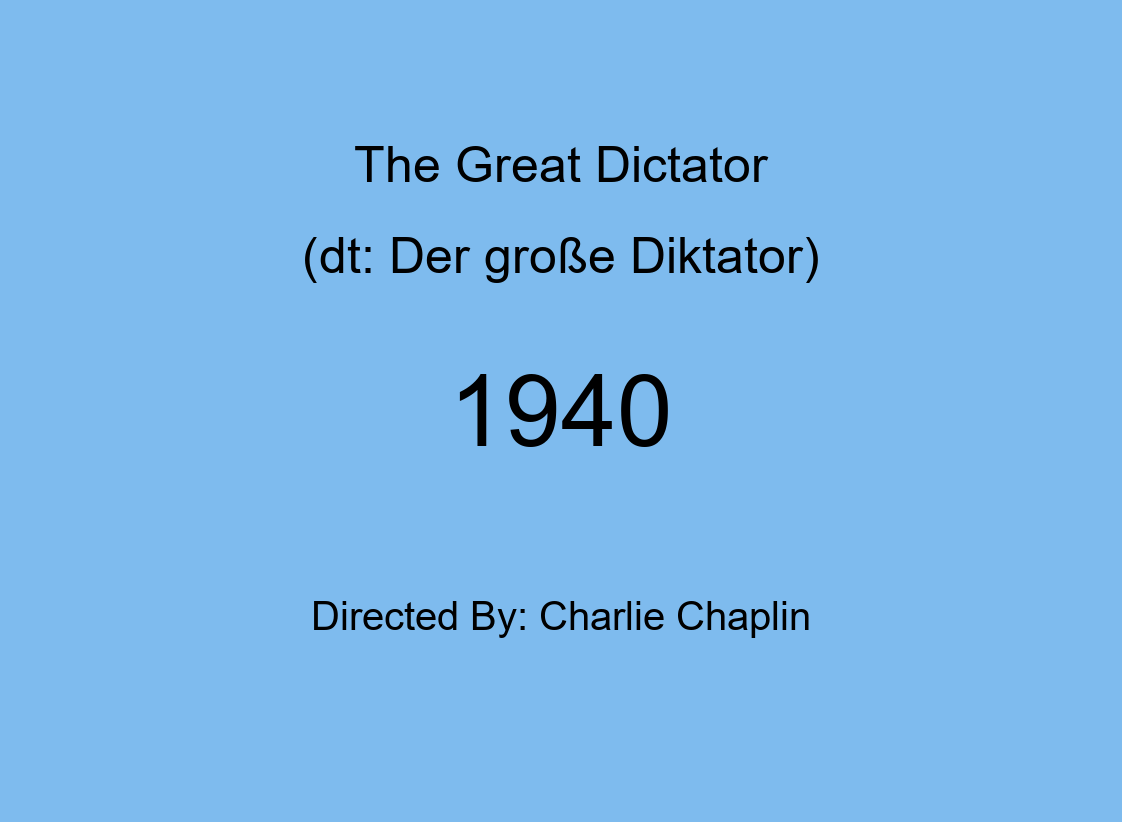 The Great Dictator
(dt: Der große Diktator)
1940
Directed By: Charlie Chaplin